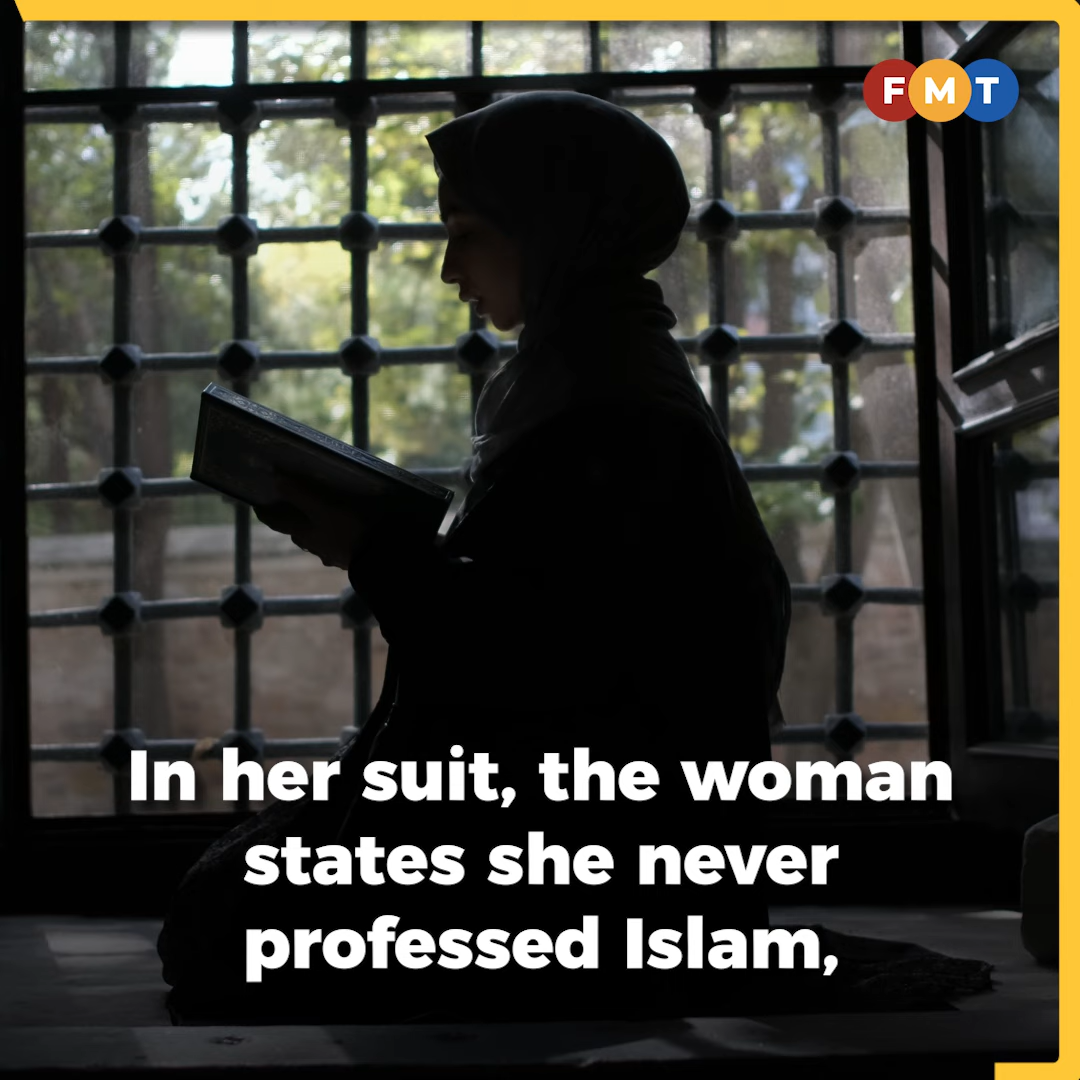 FMT
In her suit, the woman
states she never
professed Islam,